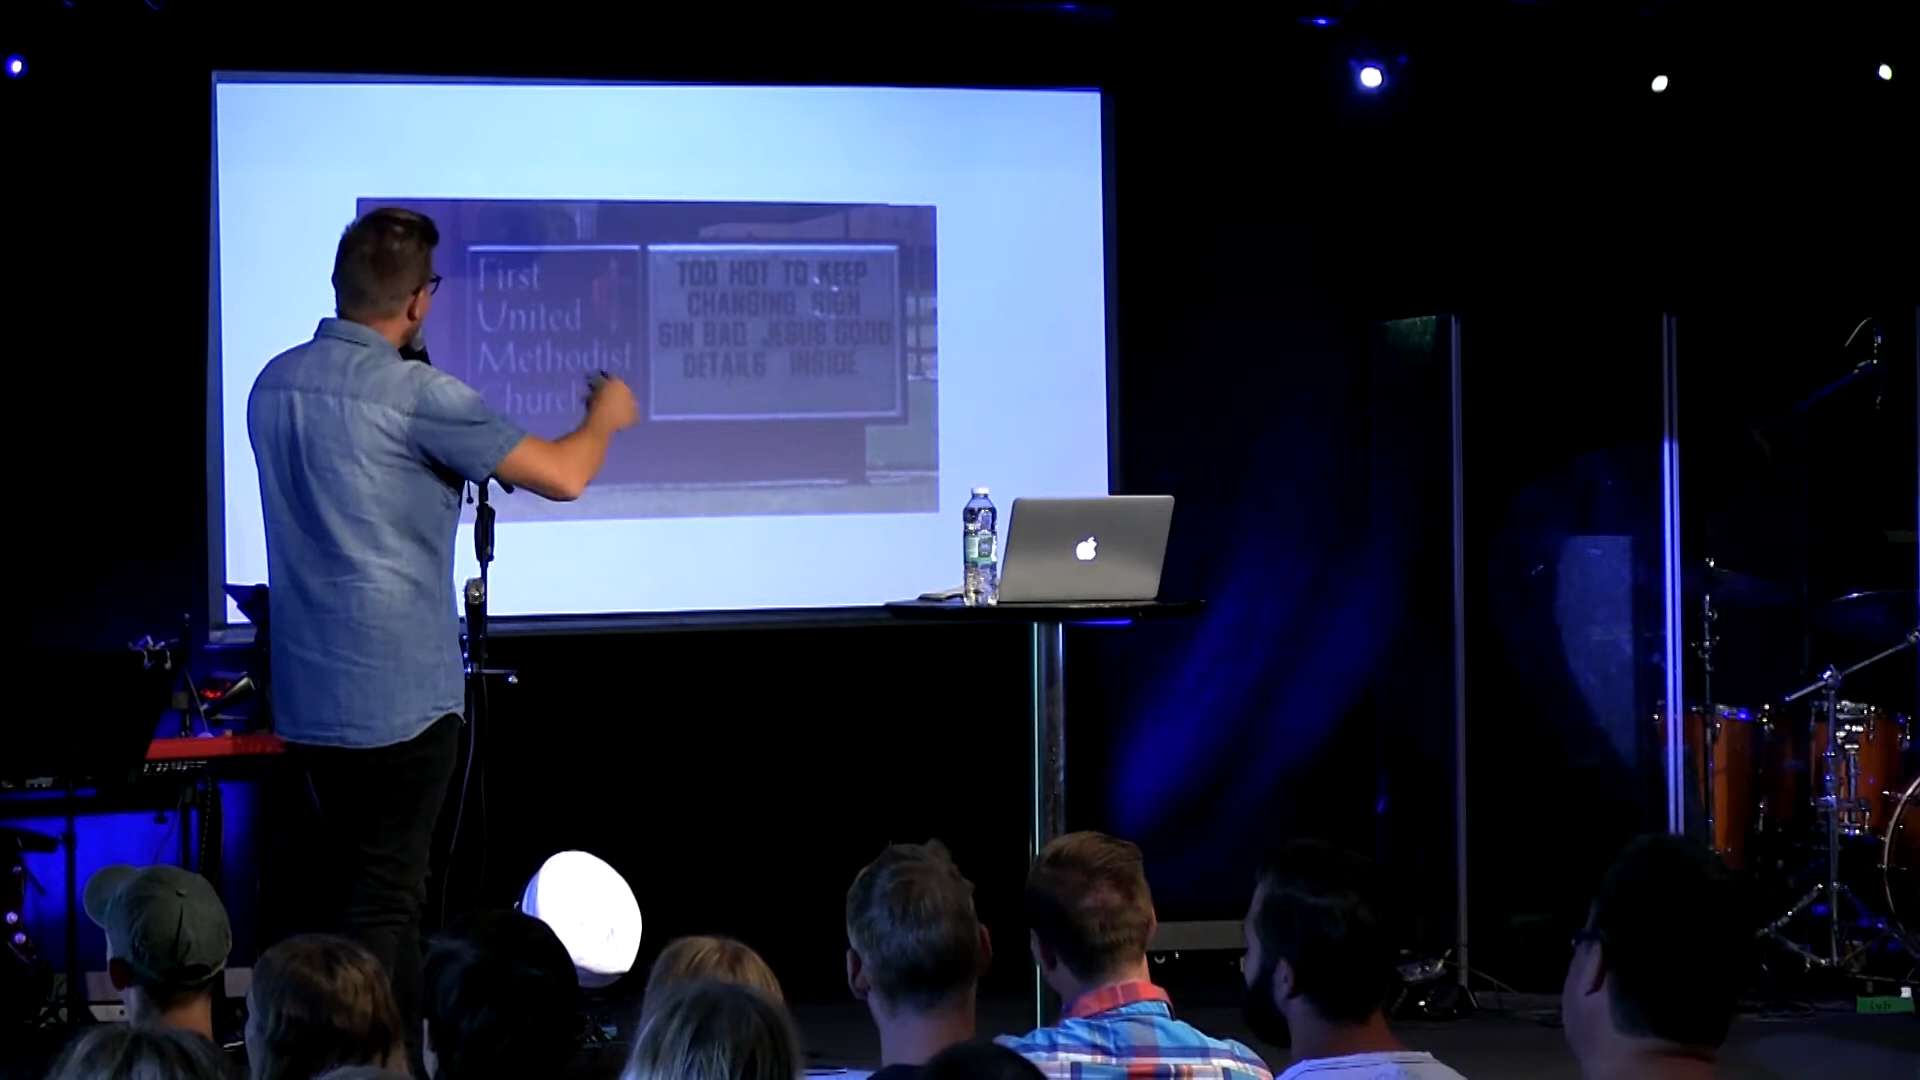 First
United
Methodist
Church
TOO HOT TO KEEP
CHANGING SIGN
SIN BAD JESUS GOOD
DETAILS INSIDE